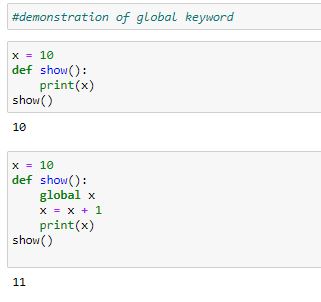 #demonstration of global keyword
x = 10
def show():
    print(x)
show()
10
x = 10
def show():
    global x
    x = x + 1
    print(x)
show()
11